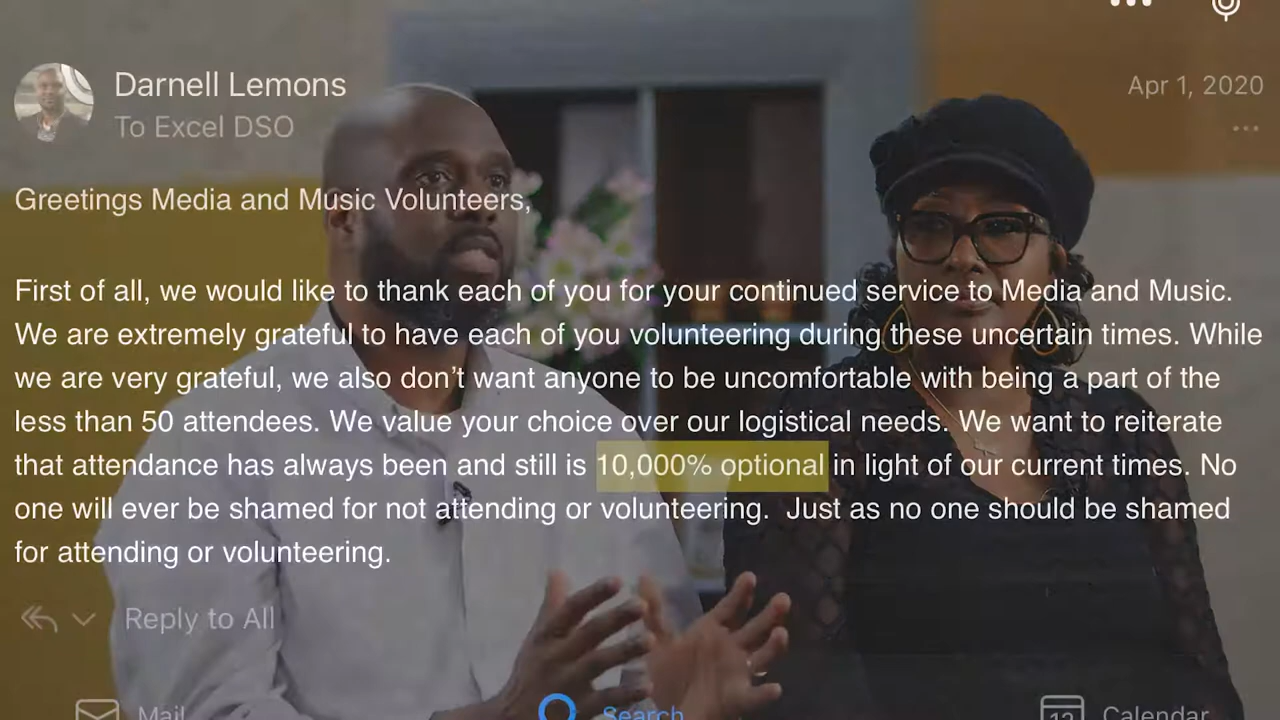 Darnell Lemons
Apr 1, 2020
To Excel DSO
Greetings Media and Music Volunteers,
First of all, we would like to thank each of you for your continued service to Media and Music.
We are extremely grateful to have each of you volunteering during these uncertain times. While
we are very grateful, we also don’t want anyone to be uncomfortable with being a part of the
less than 50 attendees. We value your choice over our logistical needs. We want to reiterate
that attendance has always been and still is 10,000% optional in light of our current times. No
one will ever be shamed for not attending or volunteering.  Just as no one should be shamed
for attending or volunteering.
Reply to All
Mail
Search
12
Calendar